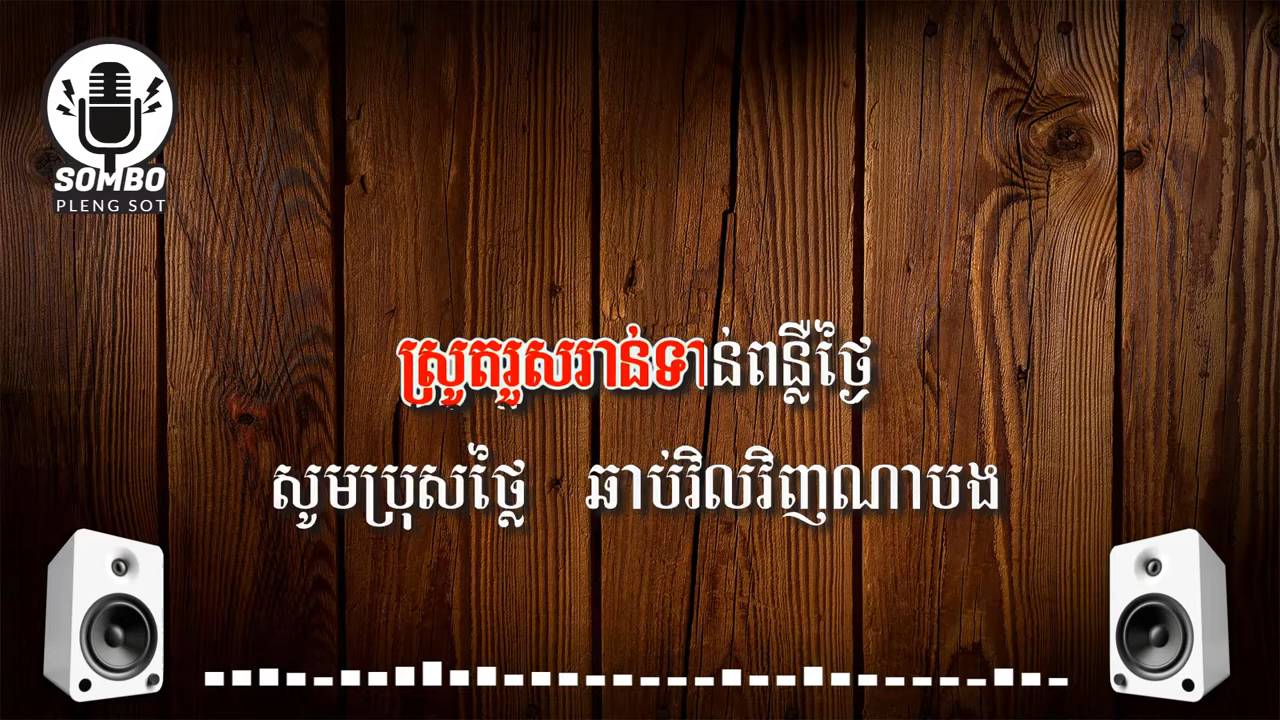 SOMBO
PLENG SOT
ស្រូតរួសរាន់ទាន់ពន្លឺថ្ងៃ
សូមប្រុសថ្លៃ ឆាប់វិលវិញណាបង